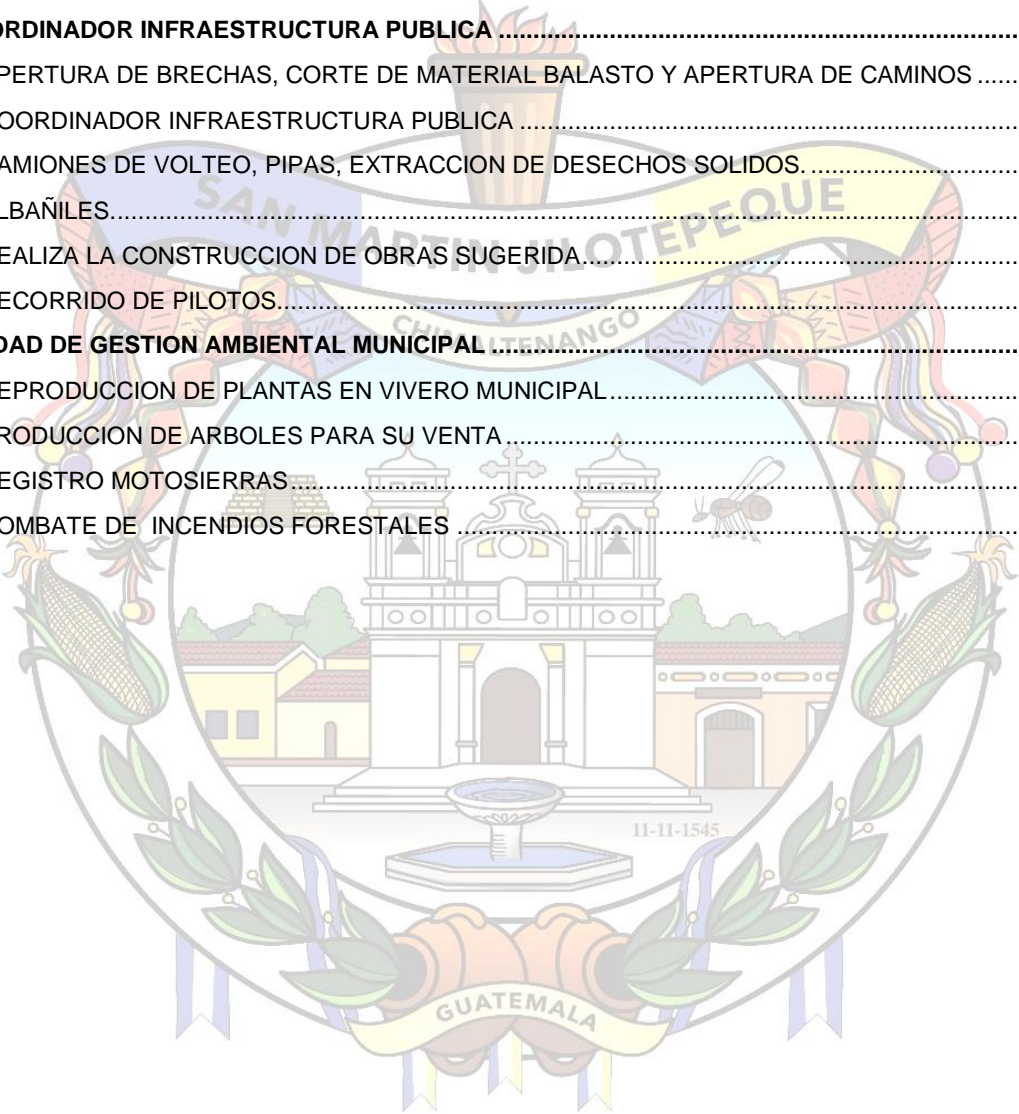 ORDINADOR INFRAESTRUCTURA PUBLICA ................................................................................
PERTURA DE BRECHAS, CORTE DE MATERIAL BALASTO Y APERTURA DE CAMINOS ......
OORDINADOR INFRAESTRUCTURA PUBLICA ................................................................................
AMIONES DE VOLTEO, PIPAS, EXTRACCION DE DESECHOS SOLIDOS. ................................
LBAÑILES................................................................................
EALIZA LA CONSTRUCCION DE OBRAS SUGERIDA................................................................
ECORRIDO DE PILOTOS................................................................................
DAD DE GESTION AMBIENTAL MUNICIPAL ................................................................................
EPRODUCCION DE PLANTAS EN VIVERO MUNICIPAL................................................................
RODUCCION DE ARBOLES PARA SU VENTA ................................................................
EGISTRO MOTOSIERRAS................................................................................
OMBATE DE  INCENDIOS FORESTALES ................................................................
SAN MARTIN JILOTEPEQUE
CHIMALTENANGO
11-11-1545
GUATEMALA